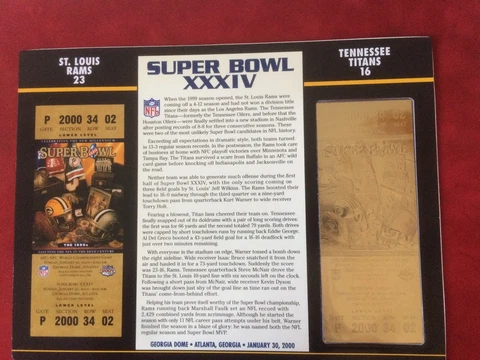 ST. LOUIS
RAMS
23
SUPER BOWL
XXXIV
TENNESSEE
TITANS
16
P 2000 34 02
GATE SECTION ROW SEAT
LOWER LEVEL
SUPER BOWL
THE 1990s
LOWER LEVEL
GATE SECTION ROW SEAT
P 2000 34 02
NFL
When the 1999 season opened, the St. Louis Rams were
coming off a 4-12 season and had not won a division title
since their days as the Los Angeles Rams. The Tennessee
Titans—formerly the Tennessee Oilers, and before that the
Houston Oilers—were finally settled into a new stadium in Nashville
after posting records of 8-8 for three consecutive seasons. These
were two of the most unlikely Super Bowl candidates in NFL history.
Exceeding all expectations in dramatic style, both teams turned
in 13-3 regular season records. In the postseason, the Rams took care
of business at home with NFC playoff victories over Minnesota and
Tampa Bay. The Titans survived a scare from Buffalo in an AFC wild
card game before knocking off Indianapolis and Jacksonville on
the road.
Neither team was able to generate much offense during the first
half of Super Bowl XXXIV, with the only scoring coming on
three field goals by St. Louis' Jeff Wilkins. The Rams boosted their
lead to 16-0 midway through the third quarter on a nine-yard
touchdown pass from quarterback Kurt Warner to wide receiver
Torry Holt.
Fearing a blowout, Titan fans cheered their team on. Tennessee
finally snapped out of its doldrums with a pair of long scoring drives;
the first was for 66 yards and the second totaled 79 yards. Both drives
were capped by short touchdown runs by running back Eddie George.
Al Del Greco booted a 43-yard field goal for a 16-16 deadlock with
just over two minutes remaining.
With everyone in the stadium on edge, Warner tossed a bomb down
the right sideline. Wide receiver Isaac Bruce snatched it from the
air and hauled it in for a 73-yard touchdown. Suddenly the score
was 23-16, Rams. Tennessee quarterback Steve McNair drove the
Titans to the St. Louis 10-yard line with six seconds left on the clock.
Following a short pass from McNair, wide receiver Kevin Dyson
was brought down just shy of the goal line as time ran out on the
Titans' come-from-behind effort.
Helping his team prove itself worthy of the Super Bowl championship,
Rams running back Marshall Faulk set an NFL record with
2,429 combined yards from scrimmage. Although he started the
season with only 11 NFL career pass attempts under his belt, Warner
finished the season in a blaze of glory: he was named both the NFL
regular season and Super Bowl MVP.
GEORGIA DOME • ATLANTA, GEORGIA • JANUARY 30, 2000